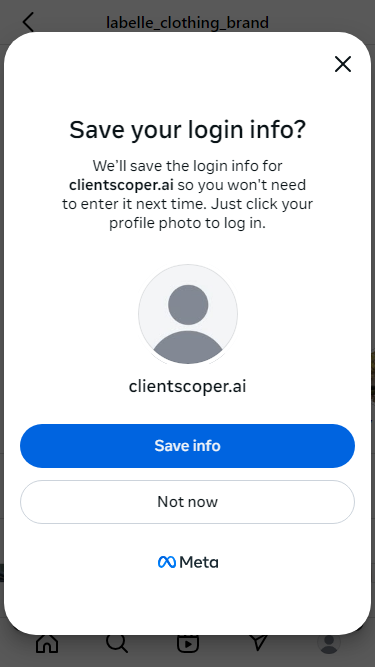 labelle_clothing_brand
Save your login info?
We'll save the login info for
clientscoper.ai so you won't need
to enter it next time. Just click your
profile photo to log in.
clientscoper.ai
Save info
Not now
Meta